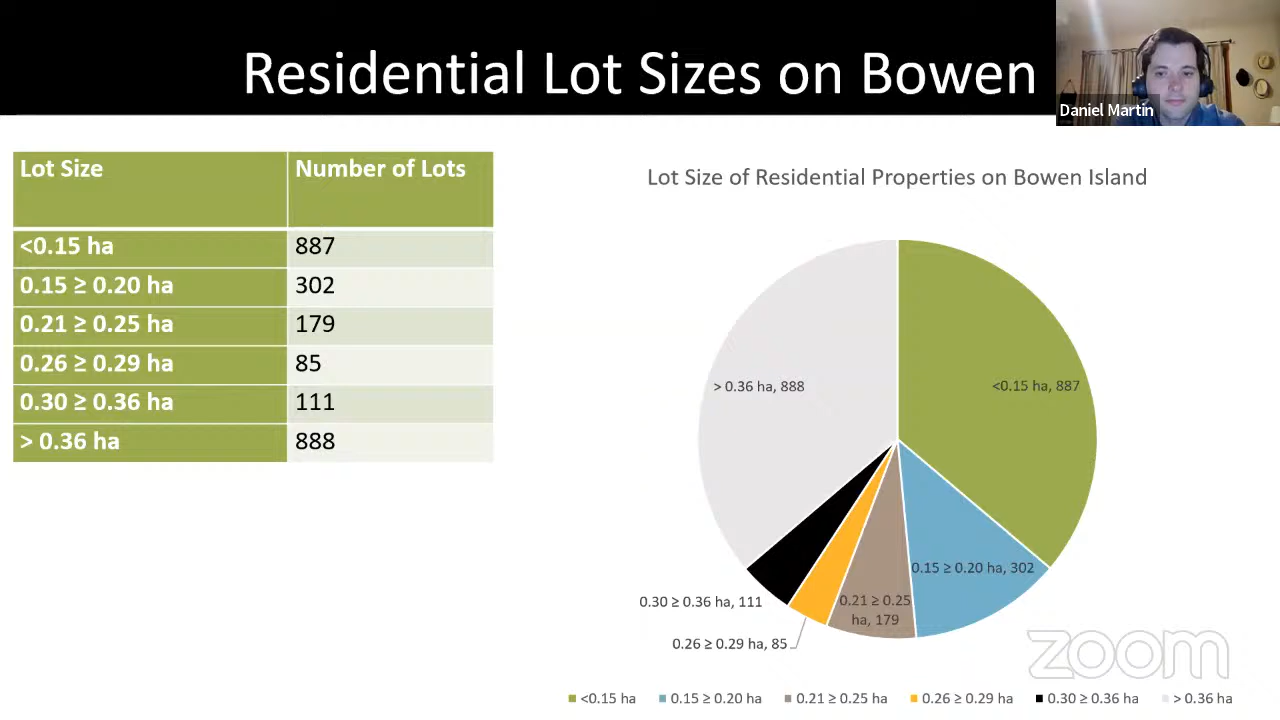 Residential Lot Sizes on Bowen
Daniel Martin
Lot Size Number of Lots
<0.15 ha 887
0.15 ≥ 0.20 ha 302
0.21 ≥ 0.25 ha 179
0.26 ≥ 0.29 ha 85
0.30 ≥ 0.36 ha 111
> 0.36 ha 888
Lot Size of Residential Properties on Bowen Island
> 0.36 ha, 888
<0.15 ha, 887
0.15 ≥ 0.20 ha, 302
0.21 ≥ 0.25
ha, 179
0.30 ≥ 0.36 ha, 111
0.26 ≥ 0.29 ha, 85
zoom
<0.15 ha 0.15 ≥ 0.20 ha 0.21 ≥ 0.25 ha 0.26 ≥ 0.29 ha 0.30 ≥ 0.36 ha > 0.36 ha